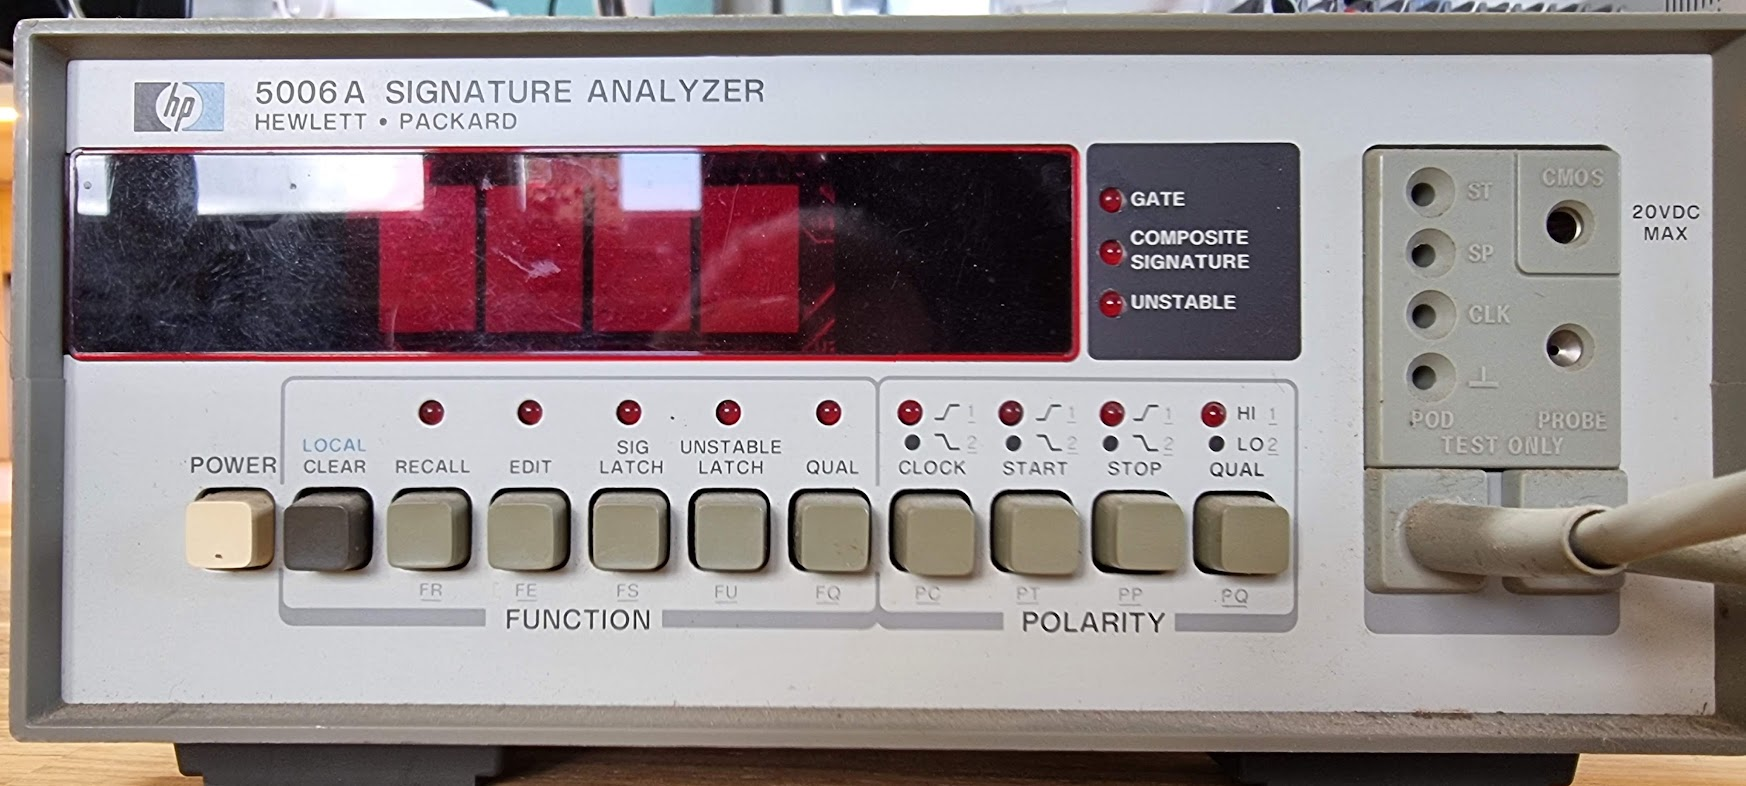 hp
5006A SIGNATURE ANALYZER
HEWLETT • PACKARD
GATE
COMPOSITE
SIGNATURE
UNSTABLE
ST
SP
CLK
CMOS
20VDC
MAX
POD
PROBE
TEST ONLY
POWER
LOCAL
CLEAR
RECALL
EDIT
SIG
LATCH
UNSTABLE
LATCH
QUAL
1
2
CLOCK
1
2
START
1
2
STOP
HI 1
LO 2
QUAL
FR
FE
FS
FU
FQ
PC
PT
PP
PQ
FUNCTION
POLARITY